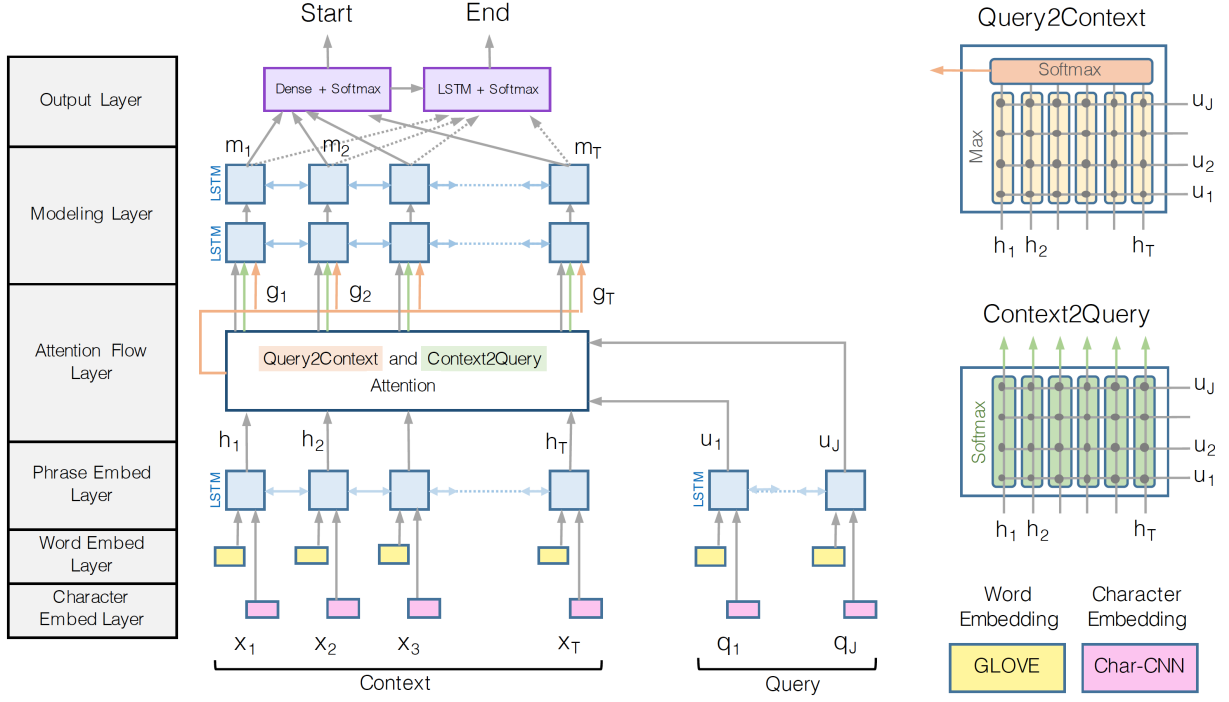 Start
End
Output Layer
Dense + Softmax
LSTM + Softmax
m1
m2
mT
Modeling Layer
LSTM
LSTM
g1
g2
gT
Attention Flow
Layer
Query2Context and Context2Query
Attention
h1
h2
hT
u1
uJ
Phrase Embed
Layer
LSTM
LSTM
Word Embed
Layer
Character
Embed Layer
x1
x2
x3
xT
q1
qJ
Context
Query
Query2Context
Softmax
Max
uJ
u2
u1
h1
h2
hT
Context2Query
Softmax
uJ
u2
u1
h1
h2
hT
Word
Embedding
GLOVE
Character
Embedding
Char-CNN